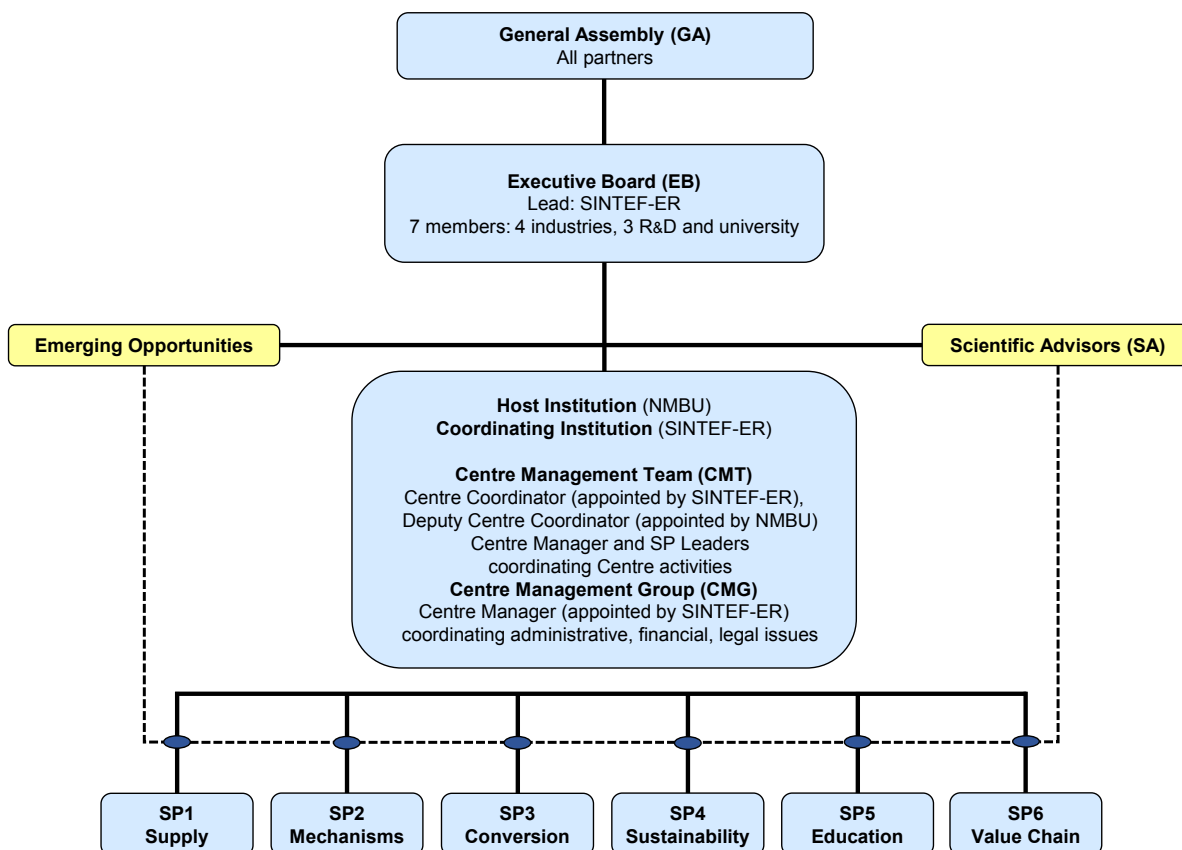 General Assembly (GA)
All partners
Executive Board (EB)
Lead: SINTEF-ER
7 members: 4 industries, 3 R&D and university
Emerging Opportunities
Scientific Advisors (SA)
Host Institution (NMBU)
Coordinating Institution (SINTEF-ER)
Centre Management Team (CMT)
Centre Coordinator (appointed by SINTEF-ER),
Deputy Centre Coordinator (appointed by NMBU)
Centre Manager and SP Leaders
coordinating Centre activities
Centre Management Group (CMG)
Centre Manager (appointed by SINTEF-ER)
coordinating administrative, financial, legal issues
SP1
Supply
SP2
Mechanisms
SP3
Conversion
SP4
Sustainability
SP5
Education
SP6
Value Chain